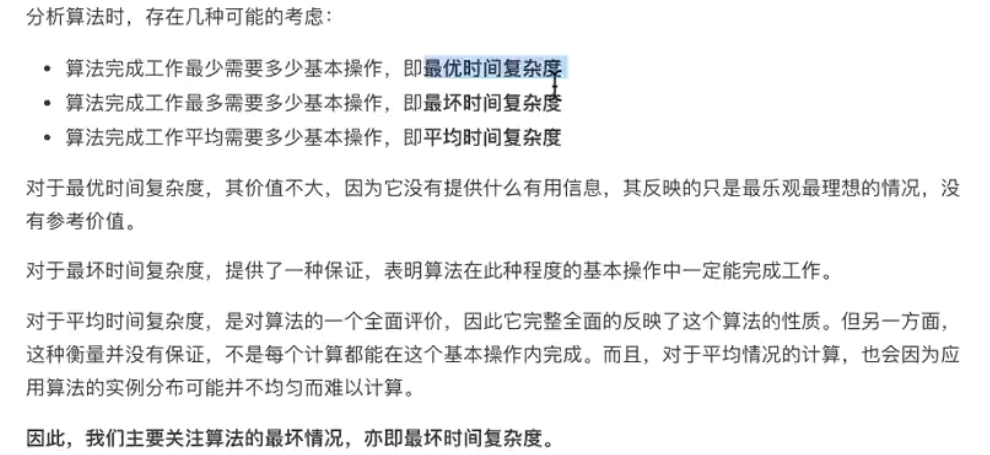 分析算法时，存在几种可能的考虑：
• 算法完成工作最少需要多少基本操作，即最优时间复杂度
• 算法完成工作最多需要多少基本操作，即最坏时间复杂度
• 算法完成工作平均需要多少基本操作，即平均时间复杂度
对于最优时间复杂度，其价值不大，因为它没有提供什么有用信息，其反映的只是最乐观最理想的情况，没
有参考价值。
对于最坏时间复杂度，提供了一种保证，表明算法在此种程度的基本操作中一定能完成工作。
对于平均时间复杂度，是对算法的一个全面评价，因此它完整全面的反映了这个算法的性质。但另一方面，
这种衡量并没有保证，不是每个计算都能在这个基本操作内完成。而且，对于平均情况的计算，也会因为应
用算法的实例分布可能并不均匀而难以计算。
因此，我们主要关注算法的最坏情况，亦即最坏时间复杂度。